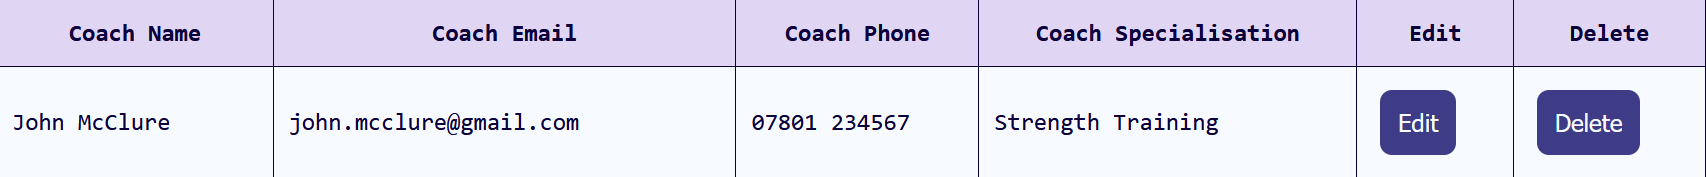 Coach Name Coach Email Coach Phone Coach Specialisation Edit Delete
John McClure john.mcclure@gmail.com 07801 234567 Strength Training Edit Delete